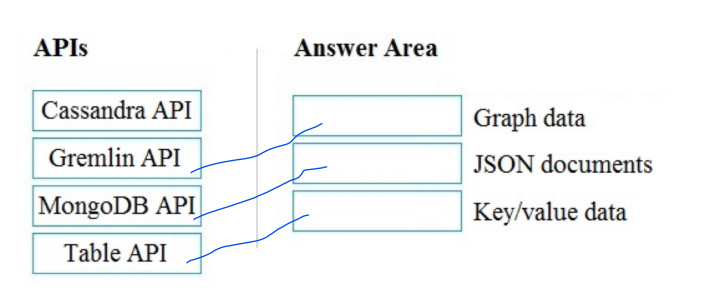 APIs
Answer Area
Cassandra API
Gremlin API
MongoDB API
Table API
Graph data
JSON documents
Key/value data